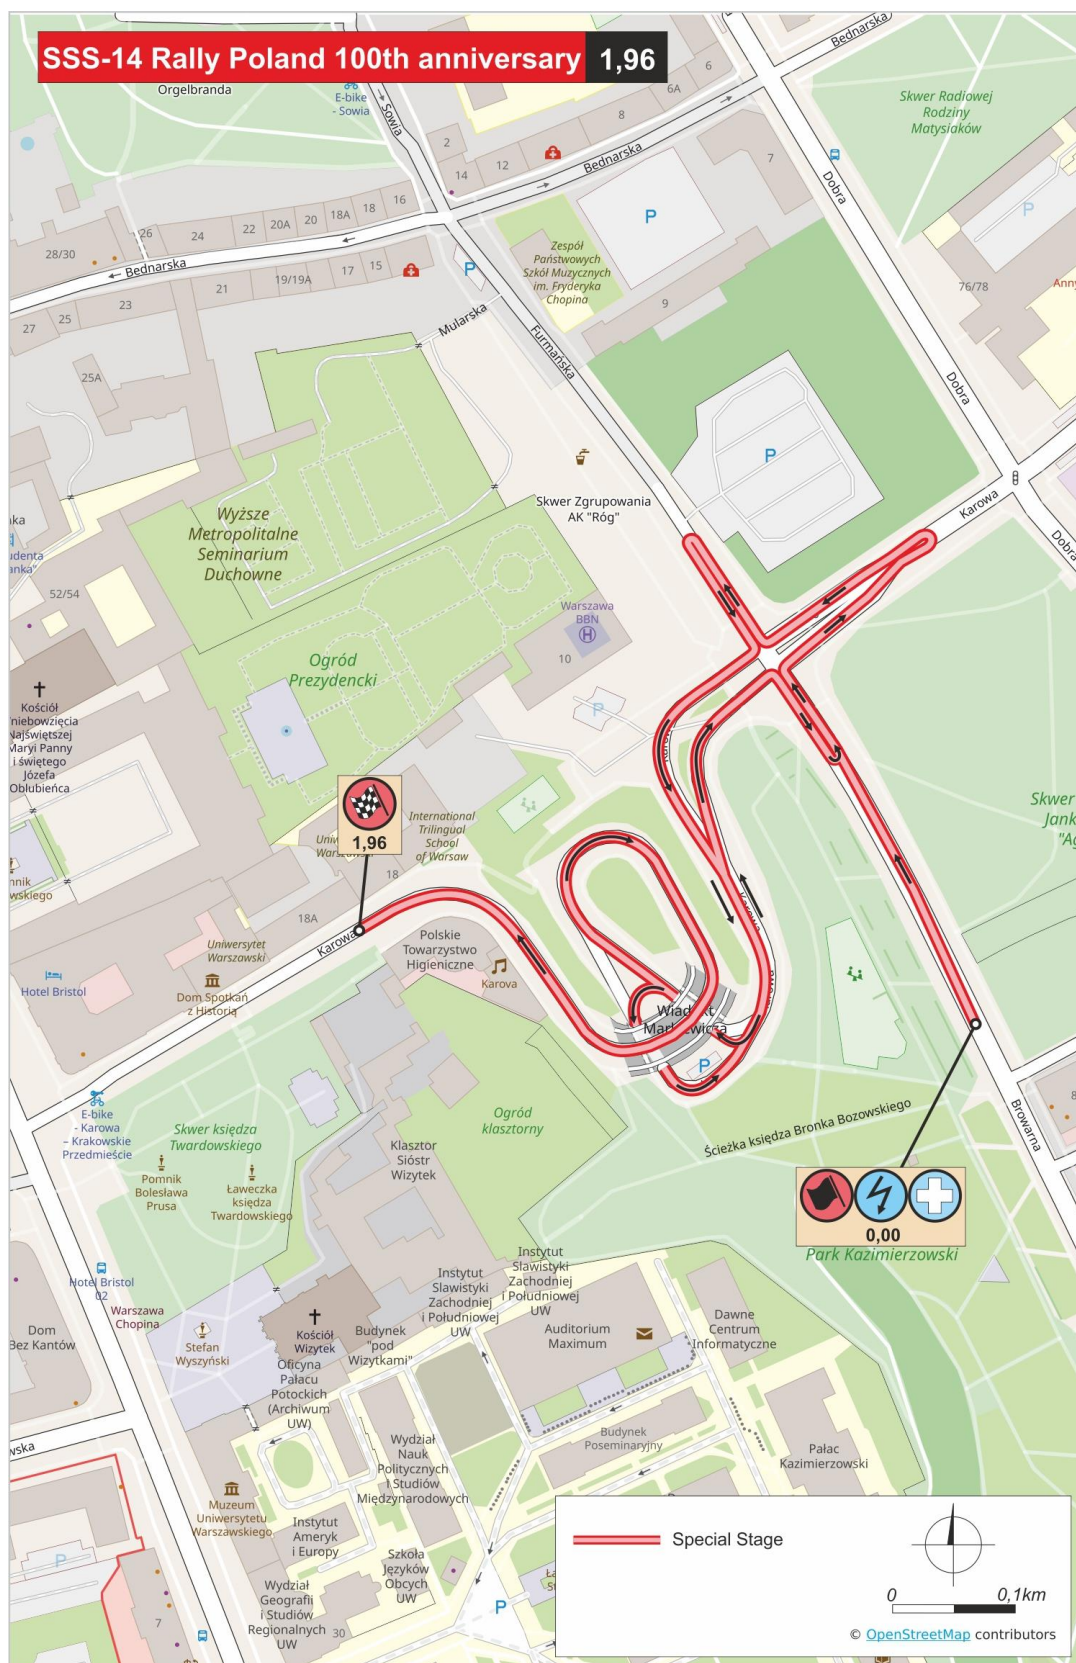 SSS-14 Rally Poland 100th anniversary 1,96
Orgelbranda
E-bike
- Sowia
Sowia
Bednarska
6
6A
8
2
14
12
Bednarska
7
Skwer Radiowej
Rodziny
Matysiaków
Dobra
P
P
28/30
26
24
22
20A
20
18A
18
16
Bednarska
19/19A
17
15
P
21
23
25
27
25A
Zespół
Państwowych
Szkół Muzycznych
im. Fryderyka
Chopina
9
76/78
Mularska
Furmańska
Dobra
P
Karowa
Dobra
Skwer Zgrupowania
AK "Róg"
Wyższe
Metropolitalne
Seminarium
Duchowne
52/54
Warszawa
BBN
H
10
Ogród
Prezydencki
P
Kościół
Najświętszej
Maryi Panny
i świętego
Józefa
Oblubieńca
1,96
International
Trilingual
School
of Warsaw
18
18A
Karowa
Uniwersytet
Warszawski
Dom Spotkań
z Historią
Hotel Bristol
Polskie
Towarzystwo
Higieniczne
Karova
Karowa
P
Skwer
E-bike
- Karowa
– Krakowskie
Przedmieście
Skwer księdza
Twardowskiego
Pomnik
Bolesława
Prusa
Ławeczka
księdza
Twardowskiego
Klasztor
Sióstr
Wizytek
Ogród
klasztorny
Ścieżka księdza Bronka Bozowskiego
Browarna
0,00
Park Kazimierzowski
Hotel Bristol
02
Warszawa
Chopina
Dom
Bez Kantów
Stefan
Wyszyński
Kościół
Wizytek
Budynek
"pod
Wizytkami"
Oficyna
Pałacu
Potockich
(Archiwum
UW)
Instytut
Slawistyki
Zachodniej
i Południowej
UW
Instytut
Slawistyki
Zachodniej
i Południowej
UW
Auditorium
Maximum
Dawne
Centrum
Informatyczne
Budynek
Poseminaryjny
Pałac
Kazimierzowski
Wydział
Nauk
Politycznych
i Studiów
Międzynarodowych
Muzeum
Uniwersytetu
Warszawskiego
Instytut
Ameryk
i Europy
Szkoła
Języków
Obcych
UW
Wydział
Geografii
i Studiów
Regionalnych
UW
30
7
P
P
Special Stage
0 0,1km
© OpenStreetMap contributors